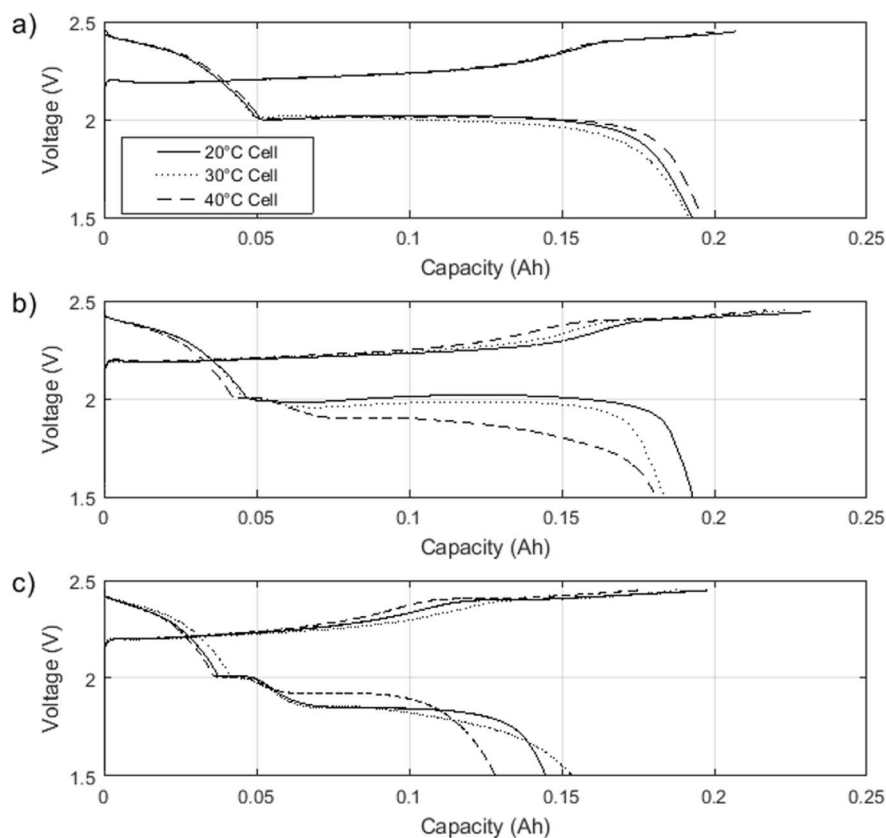 a)
2.5
2
1.5
Voltage (V)
20°C Cell
30°C Cell
40°C Cell
0 0.05 0.1 0.15 0.2 0.25
Capacity (Ah)
b)
2.5
2
1.5
Voltage (V)
0 0.05 0.1 0.15 0.2 0.25
Capacity (Ah)
c)
2.5
2
1.5
Voltage (V)
0 0.05 0.1 0.15 0.2 0.25
Capacity (Ah)